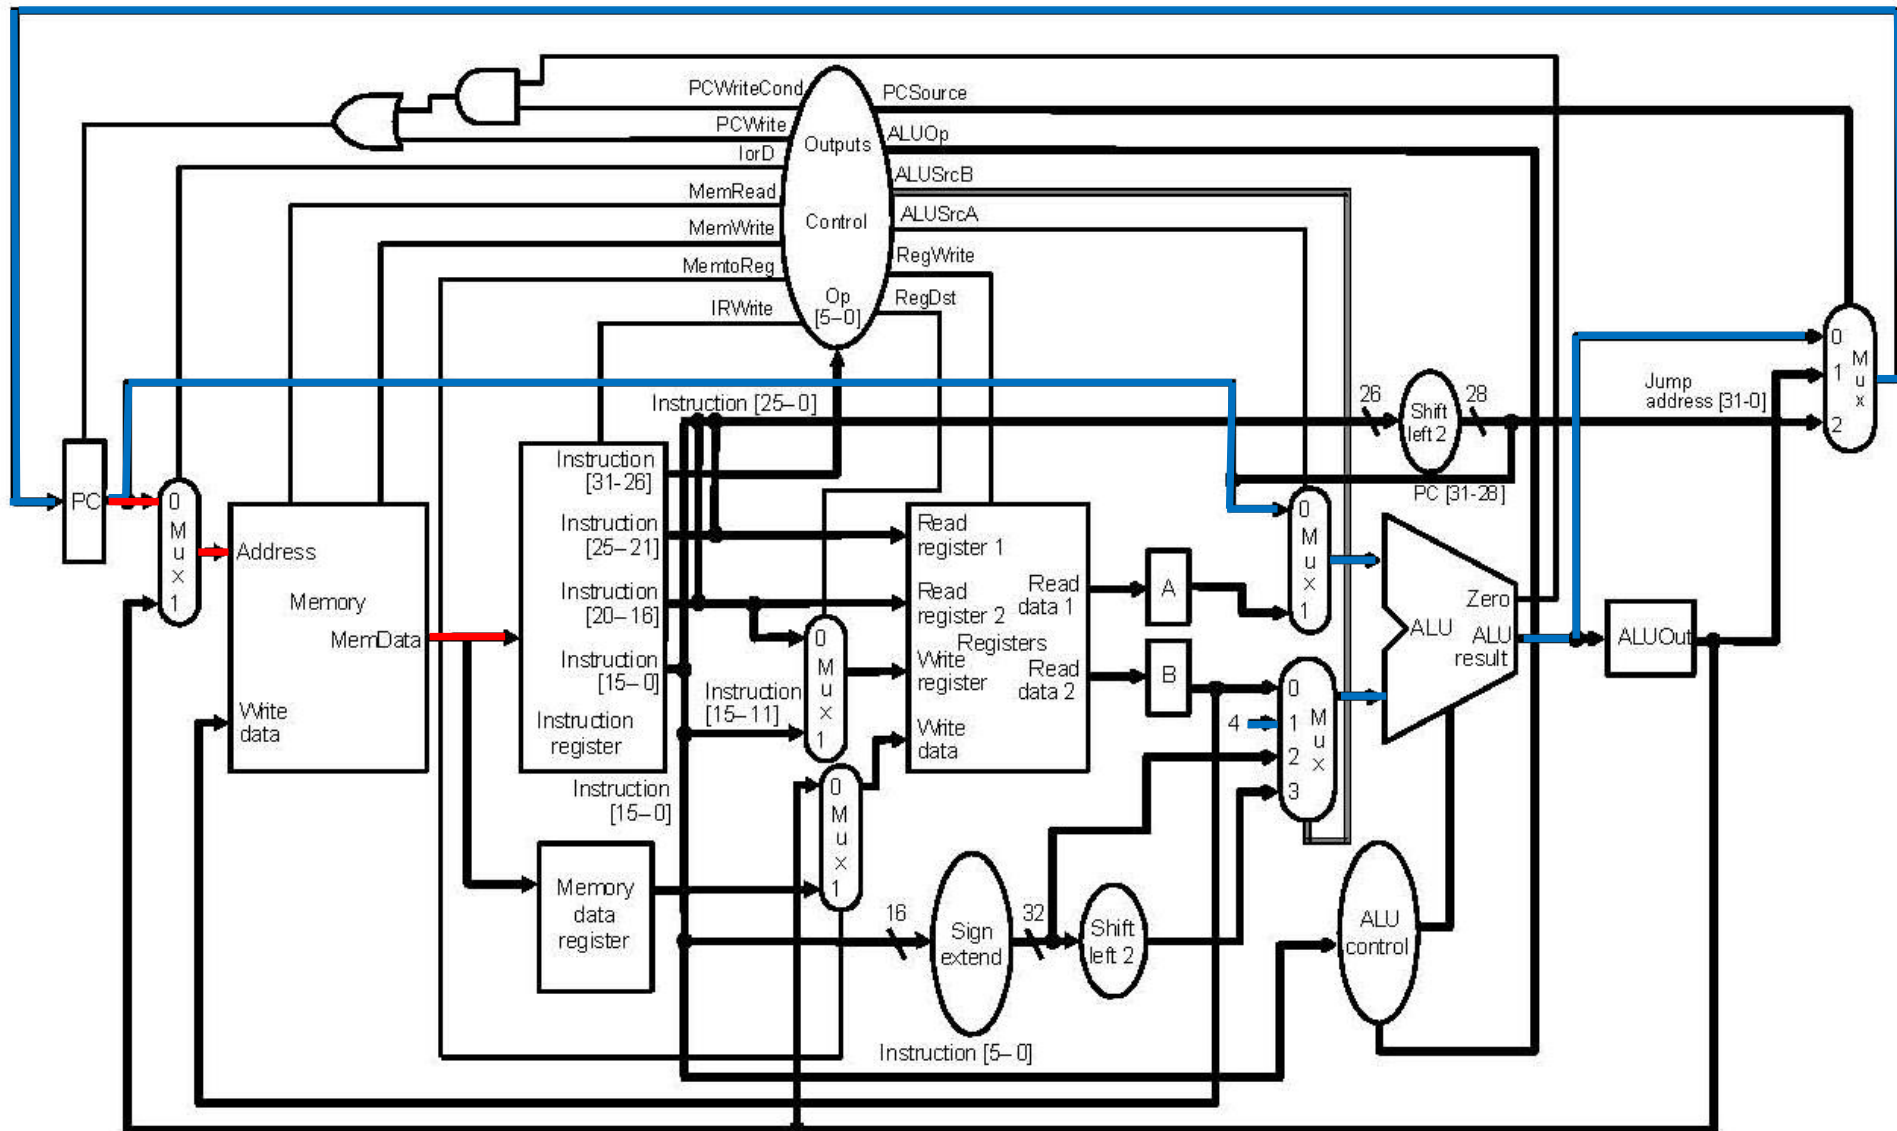 PCWriteCond
PCSource
PCWrite
ALUOp
Outputs
IorD
ALUSrcB
MemRead
ALUSrcA
Control
MemWrite
RegWrite
MemtoReg
Op
[5–0]
RegDst
IRWrite
0
1
2
M
u
x
Jump
address [31-0]
Instruction [25–0]
26
Shift
left 2
28
PC [31-28]
PC
0
M
u
x
1
Address
Memory
MemData
Write
data
Instruction
[31-26]
Instruction
[25–21]
Instruction
[20–16]
Instruction
[15–0]
Instruction
register
Instruction
[15–11]
Instruction
[15–0]
0
M
u
x
1
0
M
u
x
1
Read
register 1
Read
register 2
Registers
Write
register
Write
data
Read
data 1
Read
data 2
A
B
0
M
u
x
1
4
0
1
2
3
M
u
x
Zero
ALU
ALU
result
ALUOut
Memory
data
register
16
Sign
extend
32
Shift
left 2
ALU
control
Instruction [5–0]